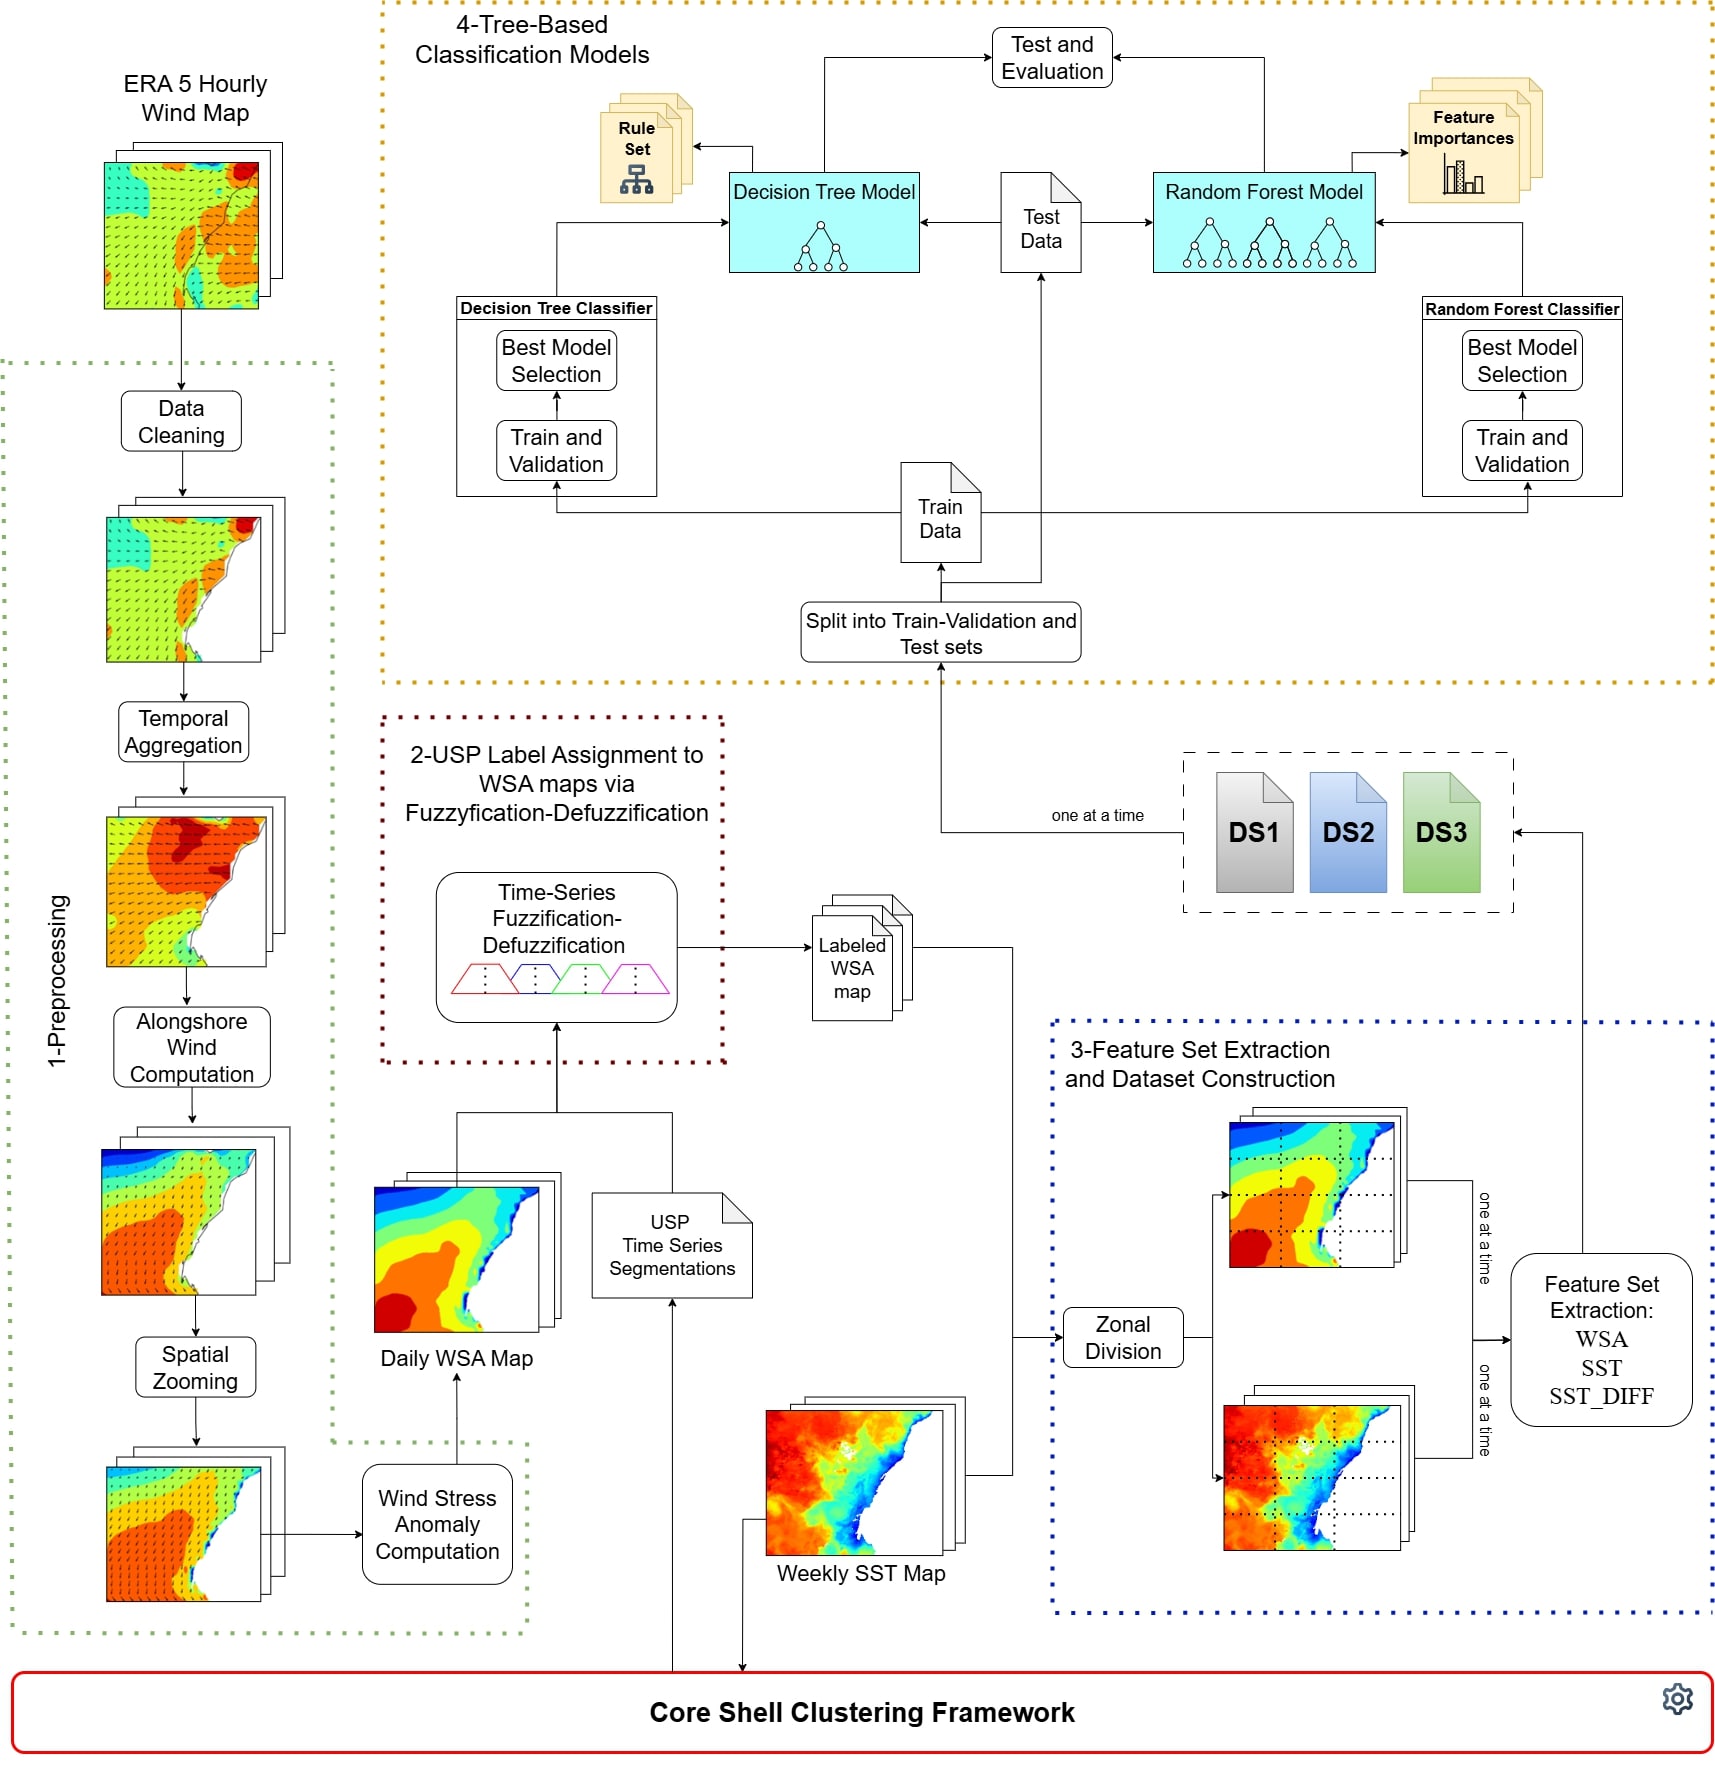 4-Tree-Based
Classification Models
Test and
Evaluation
ERA 5 Hourly
Wind Map
Rule
Set
Feature
Importances
Decision Tree Model
Test
Data
Random Forest Model
Decision Tree Classifier
Best Model
Selection
Train and
Validation
Random Forest Classifier
Best Model
Selection
Train and
Validation
Train
Data
Split into Train-Validation and
Test sets
1-Preprocessing
Data
Cleaning
Temporal
Aggregation
Alongshore
Wind
Computation
Spatial
Zooming
Wind Stress
Anomaly
Computation
2-USP Label Assignment to
WSA maps via
Fuzzyfication-Defuzzification
Time-Series
Fuzzification-
Defuzzification
Labeled
WSA
map
one at a time
DS1
DS2
DS3
3-Feature Set Extraction
and Dataset Construction
Daily WSA Map
USP
Time Series
Segmentations
Zonal
Division
one at a time
one at a time
Feature Set
Extraction:
WSA
SST
SST_DIFF
Weekly SST Map
Core Shell Clustering Framework